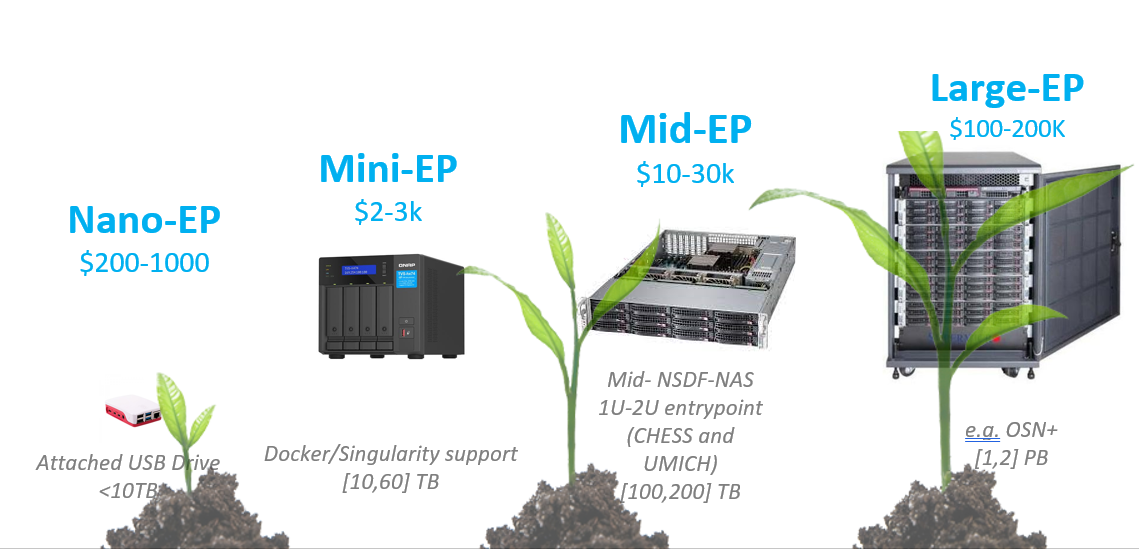 Large-EP
$100-200K
Mid-EP
$10-30k
Mini-EP
$2-3k
Nano-EP
$200-1000
QNAP
Mid- NSDF-NAS
1U-2U entrypoint
(CHESS and
UMICH)
[100,200] TB
e.g. OSN+
[1,2] PB
Docker/Singularity support
[10,60] TB
Attached USB Drive
<10TB